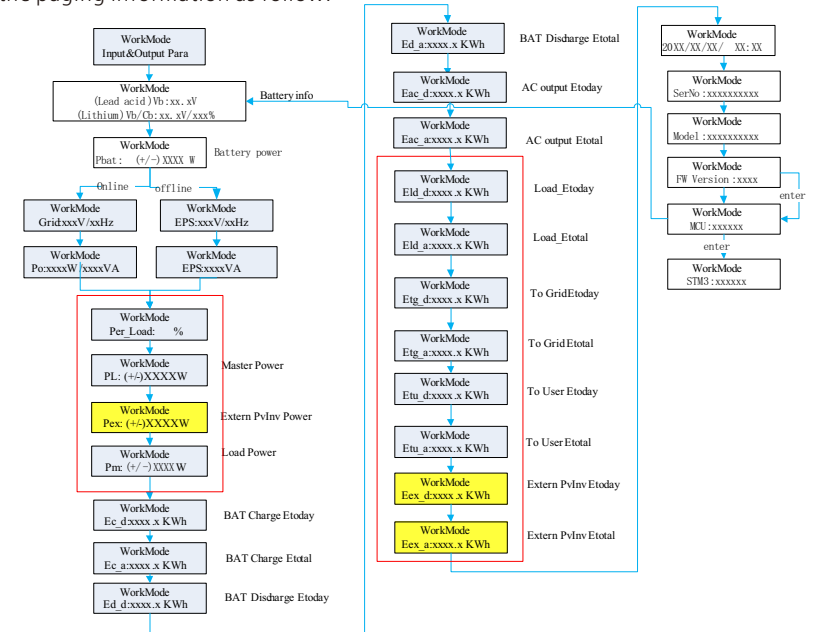 WorkMode
Input&Output Para
WorkMode
(Lead acid)Vb:xx.xV
(Lithium)Vb/Cb:xx.xV/xxx%
Battery info
WorkMode
Pbat: (+/-)XXXX W
Battery power
Online
offline
WorkMode
Grid:xxxV/xxHz
WorkMode
EPS:xxxV/xxHz
WorkMode
Po:xxxxW/xxxxVA
WorkMode
EPS:xxxxVA
WorkMode
Per_Load: %
WorkMode
PL: (+/-)XXXXW
Master Power
WorkMode
Pex: (+/-)XXXXW
Extern PvInv Power
WorkMode
Pm: (+/-)XXXXW
Load Power
WorkMode
Ec_d:xxxx.x KWh
BAT Charge Etoday
WorkMode
Ec_a:xxxx.x KWh
BAT Charge Etotal
WorkMode
Ed_d:xxxx.x KWh
BAT Discharge Etoday
WorkMode
Ed_a:xxxx.x KWh
BAT Discharge Etotal
WorkMode
Eac_d:xxxx.x KWh
AC output Etoday
WorkMode
Eac_a:xxxx.x KWh
AC output Etotal
WorkMode
Eld_d:xxxx.x KWh
Load_Etoday
WorkMode
Eld_a:xxxx.x KWh
Load_Etotal
WorkMode
Etg_d:xxxx.x KWh
To GridEtoday
WorkMode
Etg_a:xxxx.x KWh
To Grid Etotal
WorkMode
Etu_d:xxxx.x KWh
To User Etoday
WorkMode
Etu_a:xxxx.x KWh
To User Etotal
WorkMode
Eex_d:xxxx.x KWh
Extern PvInv Etoday
WorkMode
Eex_a:xxxx.x KWh
Extern PvInv Etotal
WorkMode
20XX/XX/XX/ XX:XX
WorkMode
SerNo:xxxxxxxxxx
WorkMode
Model:xxxxxxxxxx
WorkMode
FW Version:xxxx
enter
WorkMode
MCU:xxxxxx
enter
WorkMode
STM3:xxxxxx